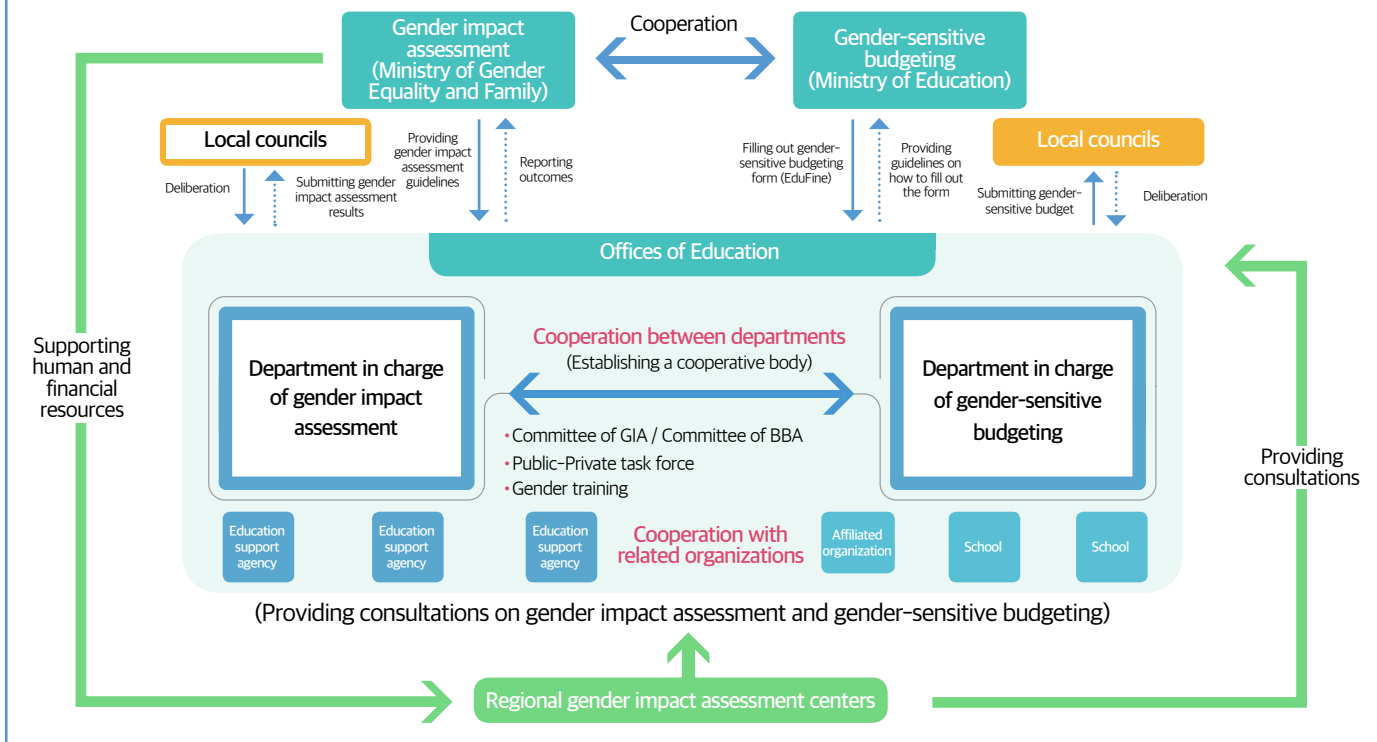 Gender impact
assessment
(Ministry of Gender
Equality and Family)
Cooperation
Gender-sensitive
budgeting
(Ministry of Education)
Local councils
Deliberation
Submitting gender
impact assessment
results
Providing
gender impact
assessment
guidelines
Reporting
outcomes
Filling out gender-
sensitive budgeting
form (EduFine)
Providing
guidelines on
how to fill out
the form
Local councils
Submitting gender-
sensitive budget
Deliberation
Offices of Education
Supporting
human and
financial
resources
Department in charge
of gender impact
assessment
Cooperation between departments
(Establishing a cooperative body)
• Committee of GIA / Committee of BBA
• Public-Private task force
• Gender training
Department in charge
of gender-sensitive
budgeting
Providing
consultations
Education
support
agency
Education
support
agency
Education
support
agency
Cooperation with
related organizations
Affiliated
organization
School
School
(Providing consultations on gender impact assessment and gender-sensitive budgeting)
Regional gender impact assessment centers